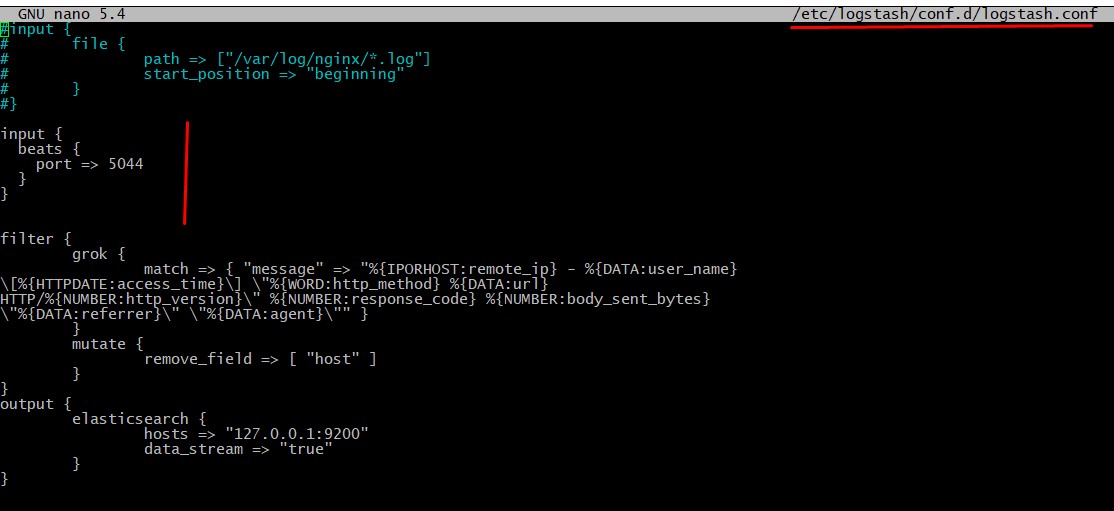 GNU nano 5.4 /etc/logstash/conf.d/logstash.conf
#input {
#       file {
#               path => ["/var/log/nginx/*.log"]
#               start_position => "beginning"
#       }
#}
input {
  beats {
    port => 5044
  }
}
filter {
        grok {
                match => { "message" => "%{IPORHOST:remote_ip} - %{DATA:user_name}
\[%{HTTPDATE:access_time}\] \"%{WORD:http_method} %{DATA:url}
HTTP/%{NUMBER:http_version}\" %{NUMBER:response_code} %{NUMBER:body_sent_bytes}
\"%{DATA:referrer}\" \"%{DATA:agent}\"" }
        }
        mutate {
                remove_field => [ "host" ]
        }
}
output {
        elasticsearch {
                hosts => "127.0.0.1:9200"
                data_stream => "true"
        }
}